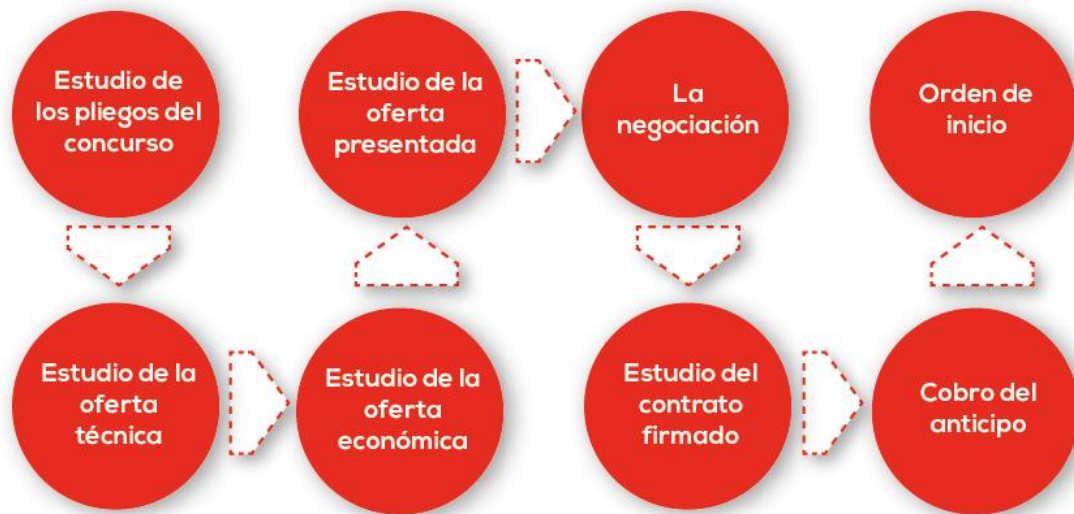 Estudio de
los pliegos del
concurso
Estudio de la
oferta
técnica
Estudio de la
oferta
económica
Estudio de la
oferta
presentada
La
negociación
Estudio del
contrato
firmado
Cobro del
anticipo
Orden de
inicio